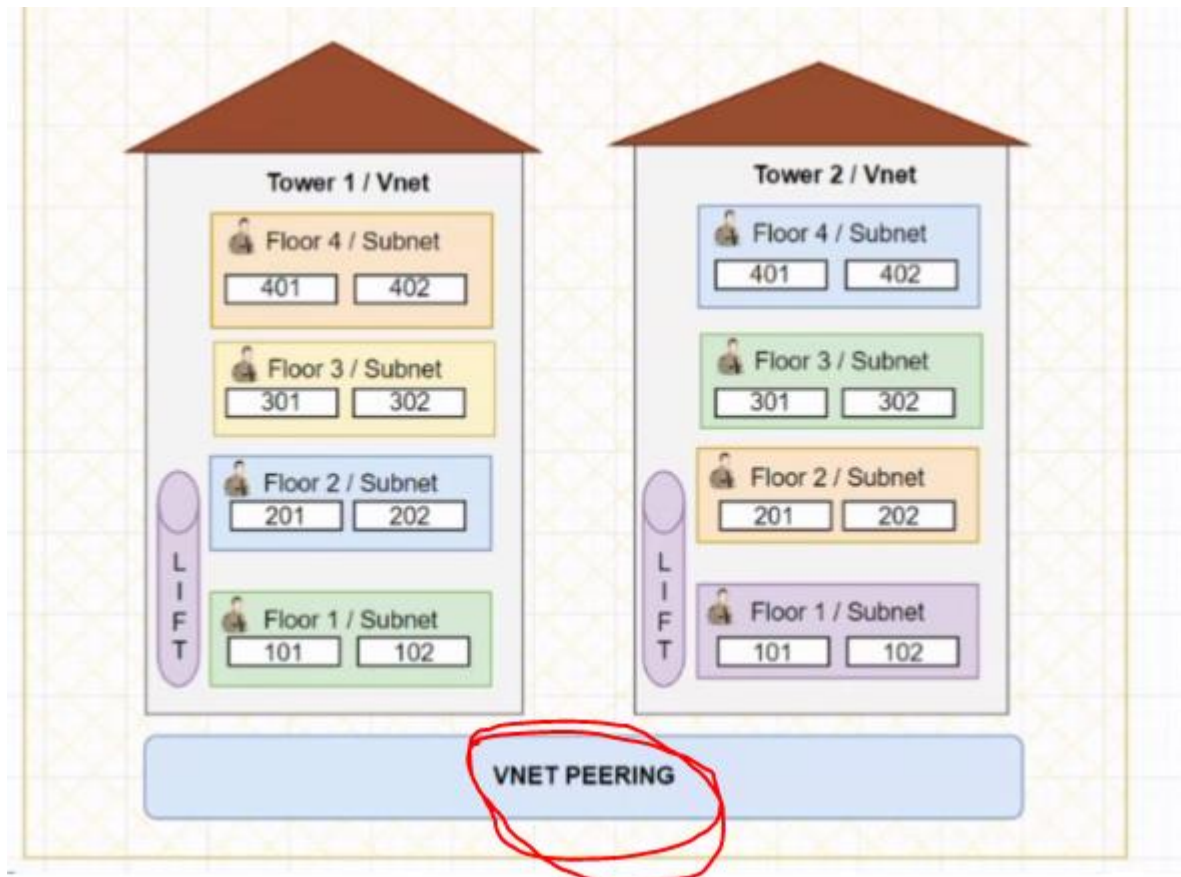 Tower 1 / Vnet
Floor 4 / Subnet
401 402
Floor 3 / Subnet
301 302
Floor 2 / Subnet
201 202
Floor 1 / Subnet
101 102
L
I
F
T
Tower 2 / Vnet
Floor 4 / Subnet
401 402
Floor 3 / Subnet
301 302
Floor 2 / Subnet
201 202
Floor 1 / Subnet
101 102
L
I
F
T
VNET PEERING